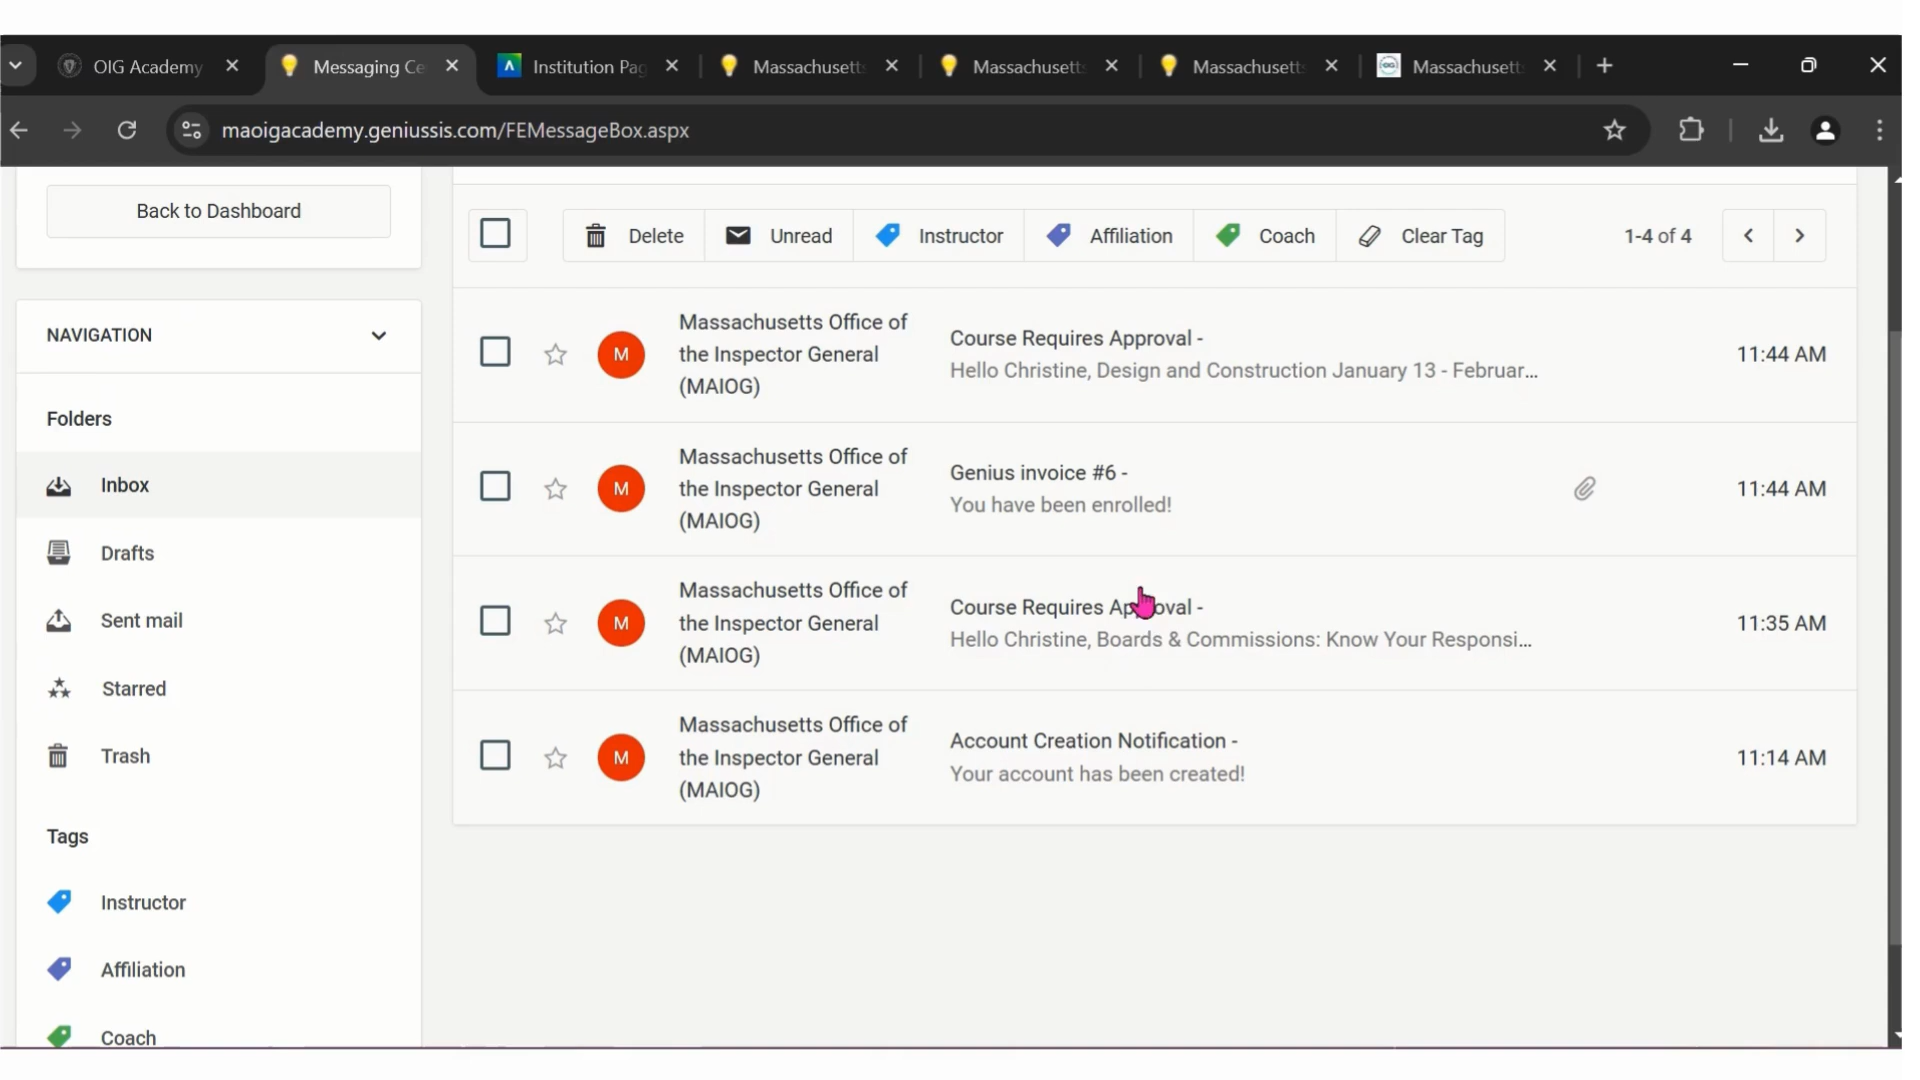 OIG Academy
Messaging Ce
Institution Pag
Massachusett
Massachusett
Massachusett
Massachusett
maoigacademy.geniussis.com/FEMessageBox.aspx
Back to Dashboard
Delete
Unread
Instructor
Affiliation
Coach
Clear Tag
1-4 of 4
NAVIGATION
Folders
Inbox
Drafts
Sent mail
Starred
Trash
Tags
Instructor
Affiliation
Coach
M
Massachusetts Office of
the Inspector General
(MAIOG)
Course Requires Approval -
Hello Christine, Design and Construction January 13 - Februar...
11:44 AM
M
Massachusetts Office of
the Inspector General
(MAIOG)
Genius invoice #6 -
You have been enrolled!
11:44 AM
M
Massachusetts Office of
the Inspector General
(MAIOG)
Course Requires Approval -
Hello Christine, Boards & Commissions: Know Your Responsi...
11:35 AM
M
Massachusetts Office of
the Inspector General
(MAIOG)
Account Creation Notification -
Your account has been created!
11:14 AM